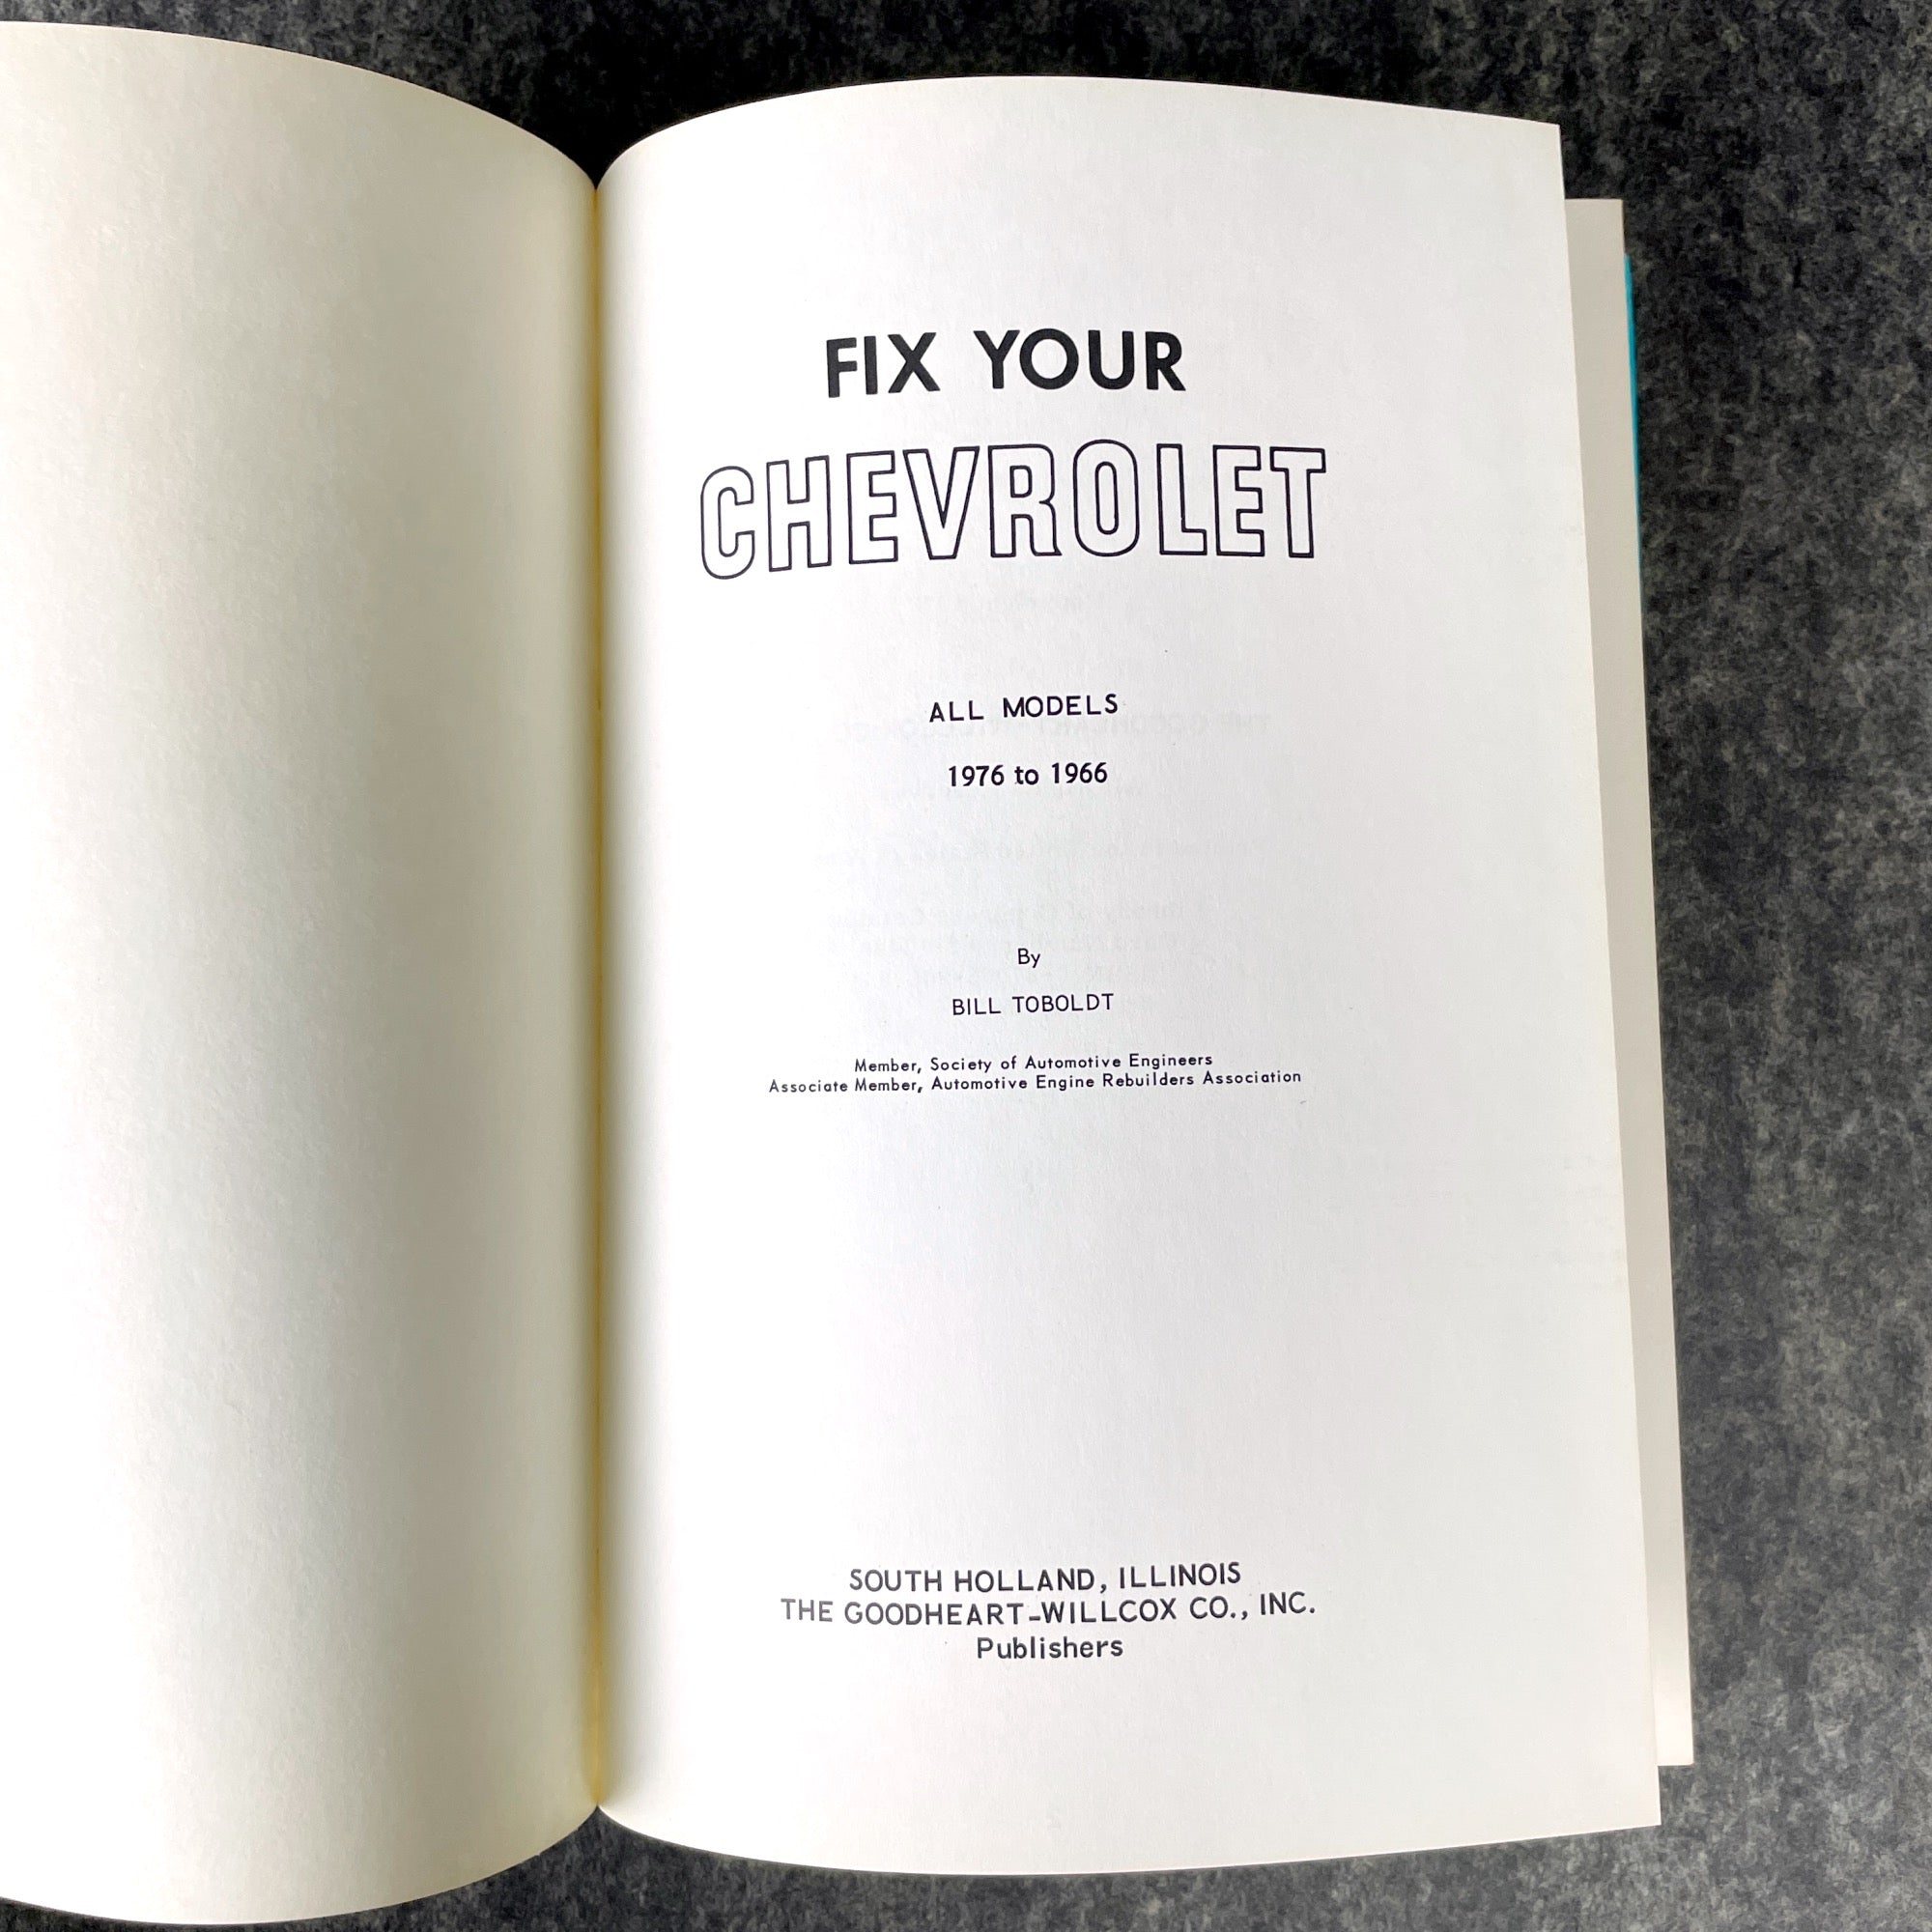 FIX YOUR
CHEVROLET
ALL MODELS
1976 to 1966
By
BILL TOBOLDT
Member, Society of Automotive Engineers
Associate Member, Automotive Engine Rebuilders Association
SOUTH HOLLAND, ILLINOIS
THE GOODHEART-WILLCOX CO., INC.
Publishers